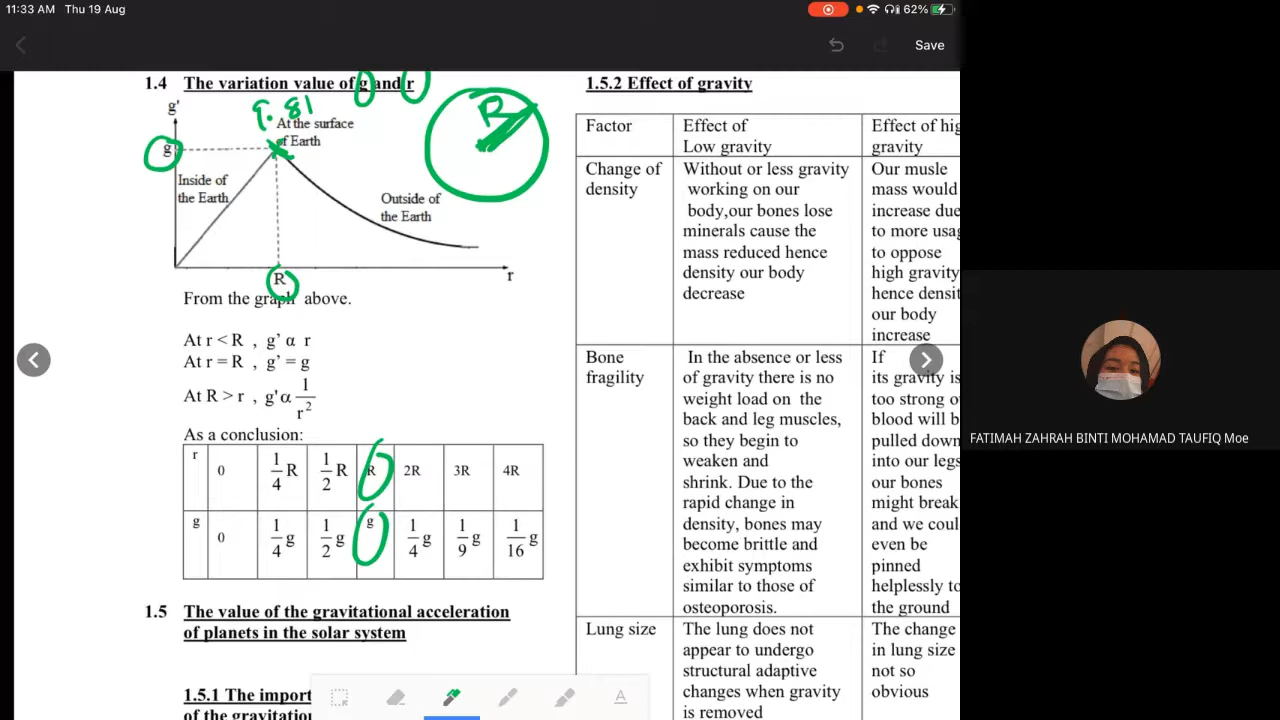 11:33 AM Thu 19 Aug
62%
Save
1.4 The variation value of g and r
g'
9.81
At the surface
of Earth
R
g
Inside of
the Earth
Outside of
the Earth
R
r
From the graph above.
At r < R , g' α r
At r = R , g' = g
At R > r , g' α 1/r²
As a conclusion:
r 0 1/4 R 1/2 R R 2R 3R 4R
g 0 1/4 g 1/2 g g 1/4 g 1/9 g 1/16 g
1.5 The value of the gravitational acceleration
of planets in the solar system
1.5.1 The import
of the gravitation
1.5.2 Effect of gravity
Factor
Effect of
Low gravity
Effect of hig
gravity
Change of
density
Without or less gravity
working on our
body,our bones lose
minerals cause the
mass reduced hence
density our body
decrease
Our musle
mass would
increase due
to more usag
to oppose
high gravity
hence densit
our body
increase
Bone
fragility
In the absence or less
of gravity there is no
weight load on the
back and leg muscles,
so they begin to
weaken and
shrink. Due to the
rapid change in
density, bones may
become brittle and
exhibit symptoms
similar to those of
osteoporosis.
If
its gravity is
too strong o
blood will b
pulled down
into our legs
our bones
might break
and we coul
even be
pinned
helplessly to
the ground
Lung size
The lung does not
appear to undergo
structural adaptive
changes when gravity
is removed
The change
in lung size
not so
obvious
A
FATIMAH ZAHRAH BINTI MOHAMAD TAUFIQ Moe